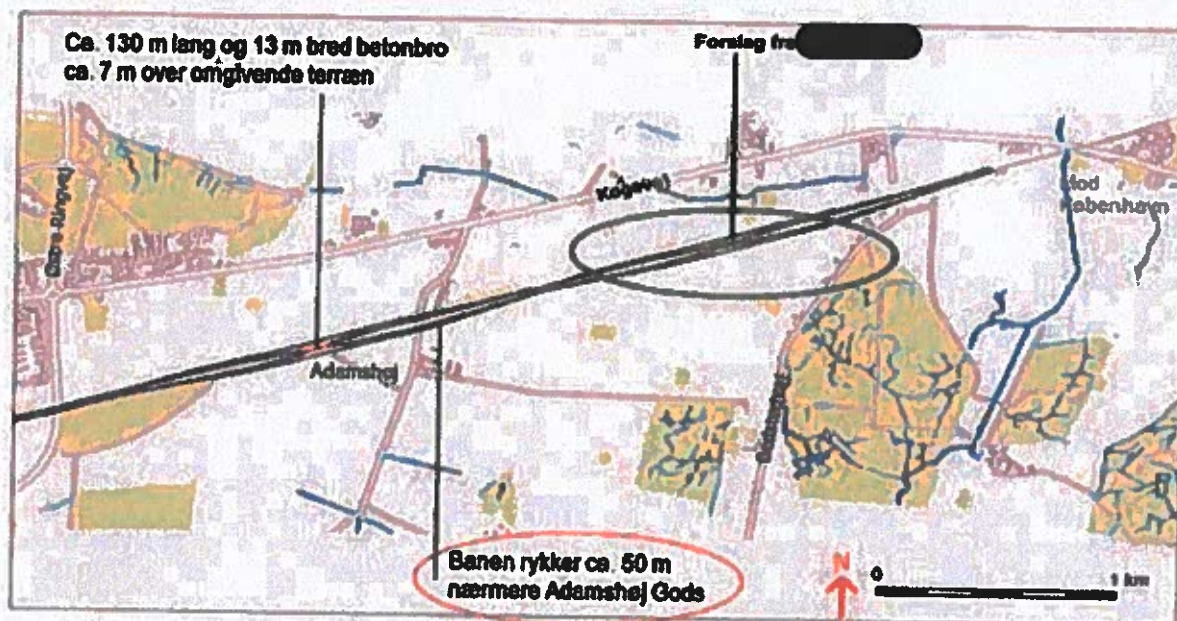 Ca. 130 m lang og 13 m bred betonbro
ca. 7 m over omgivende terræn
Forslag fra
Køgevej
Mod
København
Adamshøj
Banen rykker ca. 50 m
nærmere Adamshøj Gods
N
0
1 km